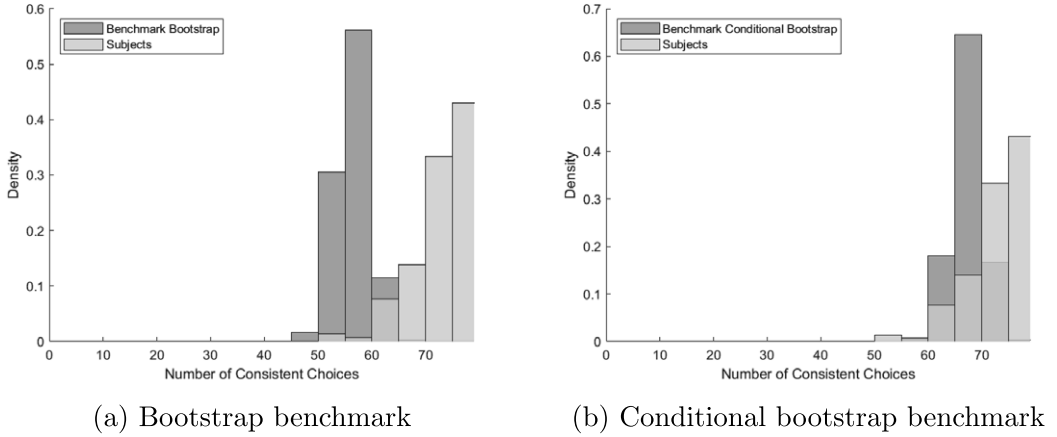 0.6
0.5
0.4
0.3
0.2
0.1
0
Density
Benchmark Bootstrap
Subjects
0 10 20 30 40 50 60 70
Number of Consistent Choices
(a) Bootstrap benchmark
0.7
0.6
0.5
0.4
0.3
0.2
0.1
0
Density
Benchmark Conditional Bootstrap
Subjects
0 10 20 30 40 50 60 70
Number of Consistent Choices
(b) Conditional bootstrap benchmark